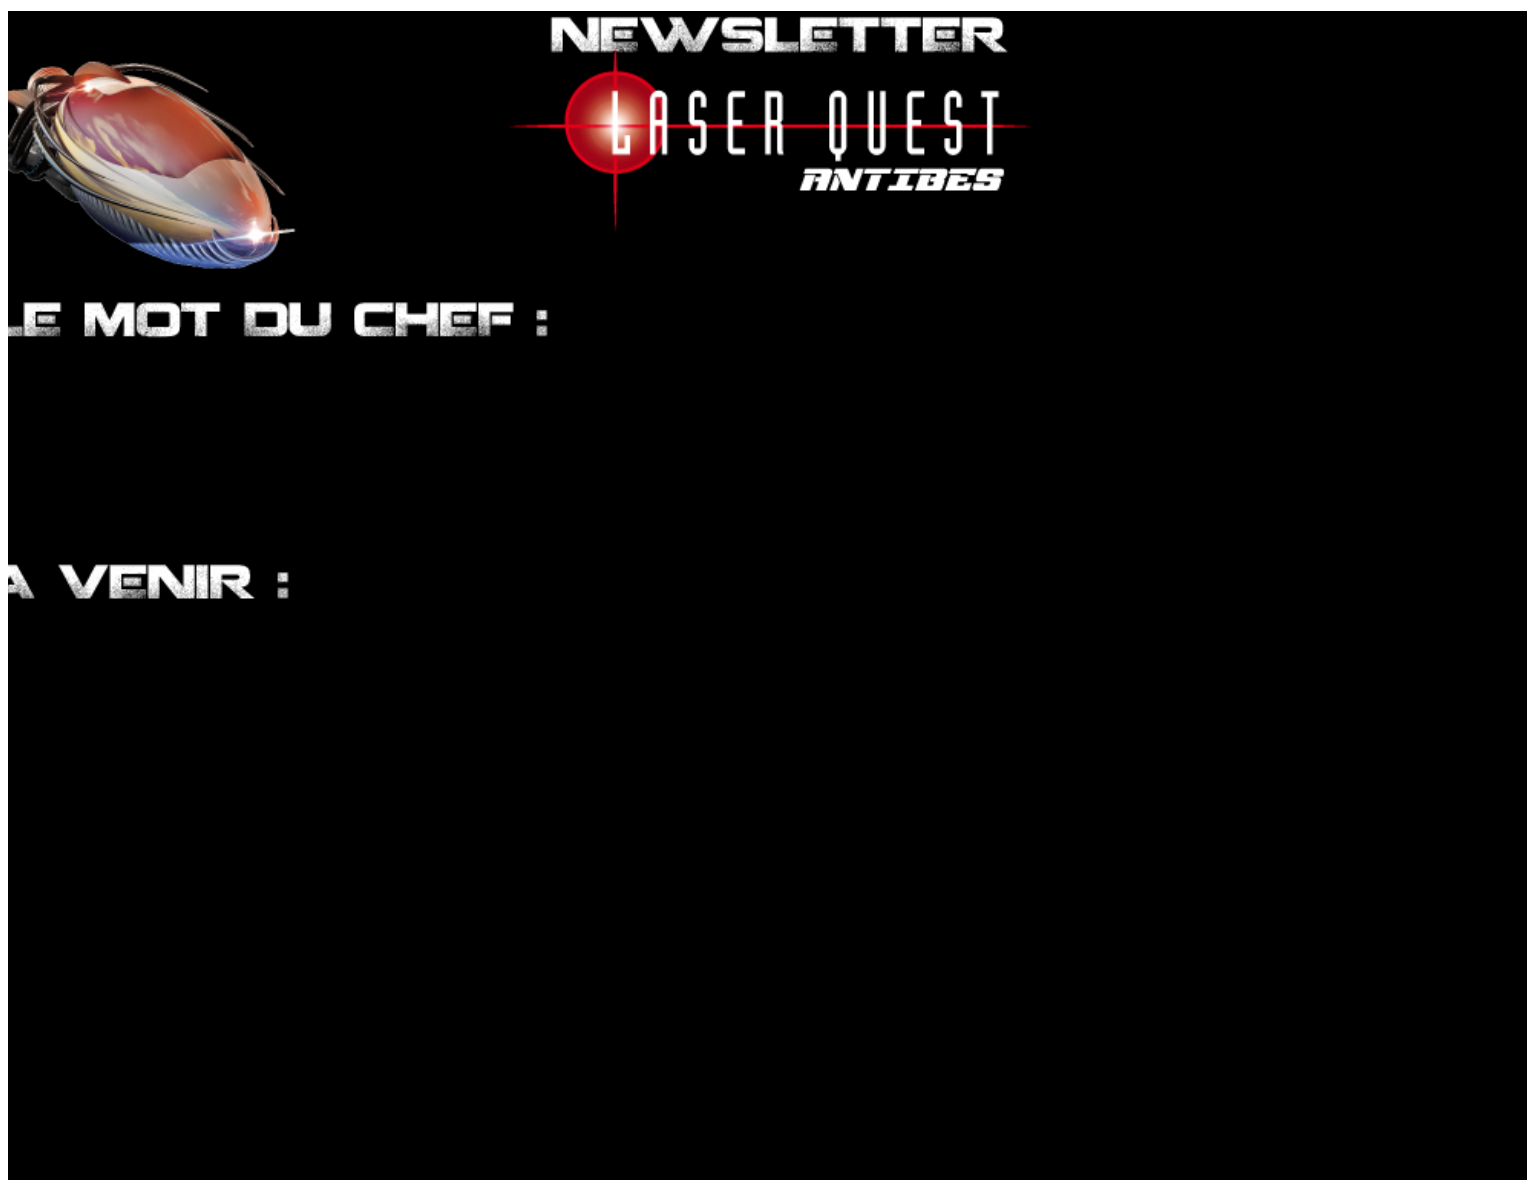 NEWSLETTER
LASER QUEST
ANTIBES
LE MOT DU CHEF :
A VENIR :